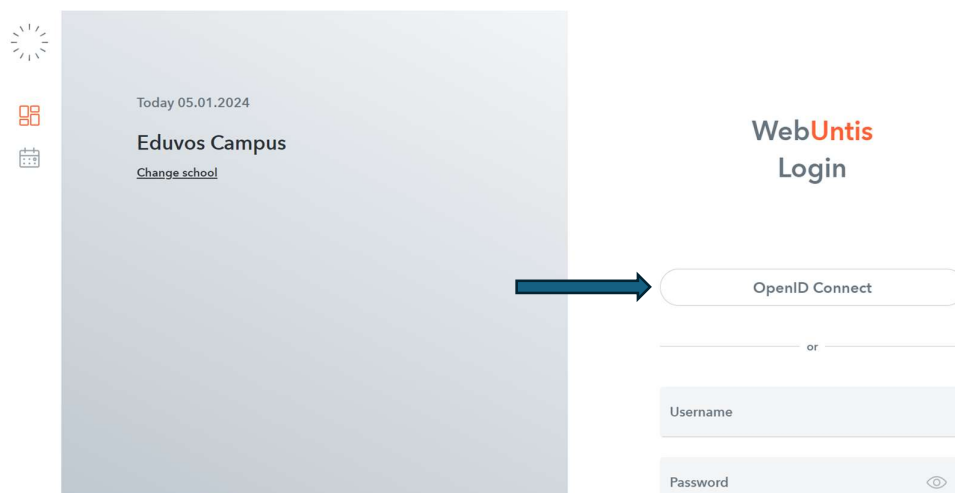 Today 05.01.2024
Eduvos Campus
Change school
WebUntis
Login
OpenID Connect
or
Username
Password